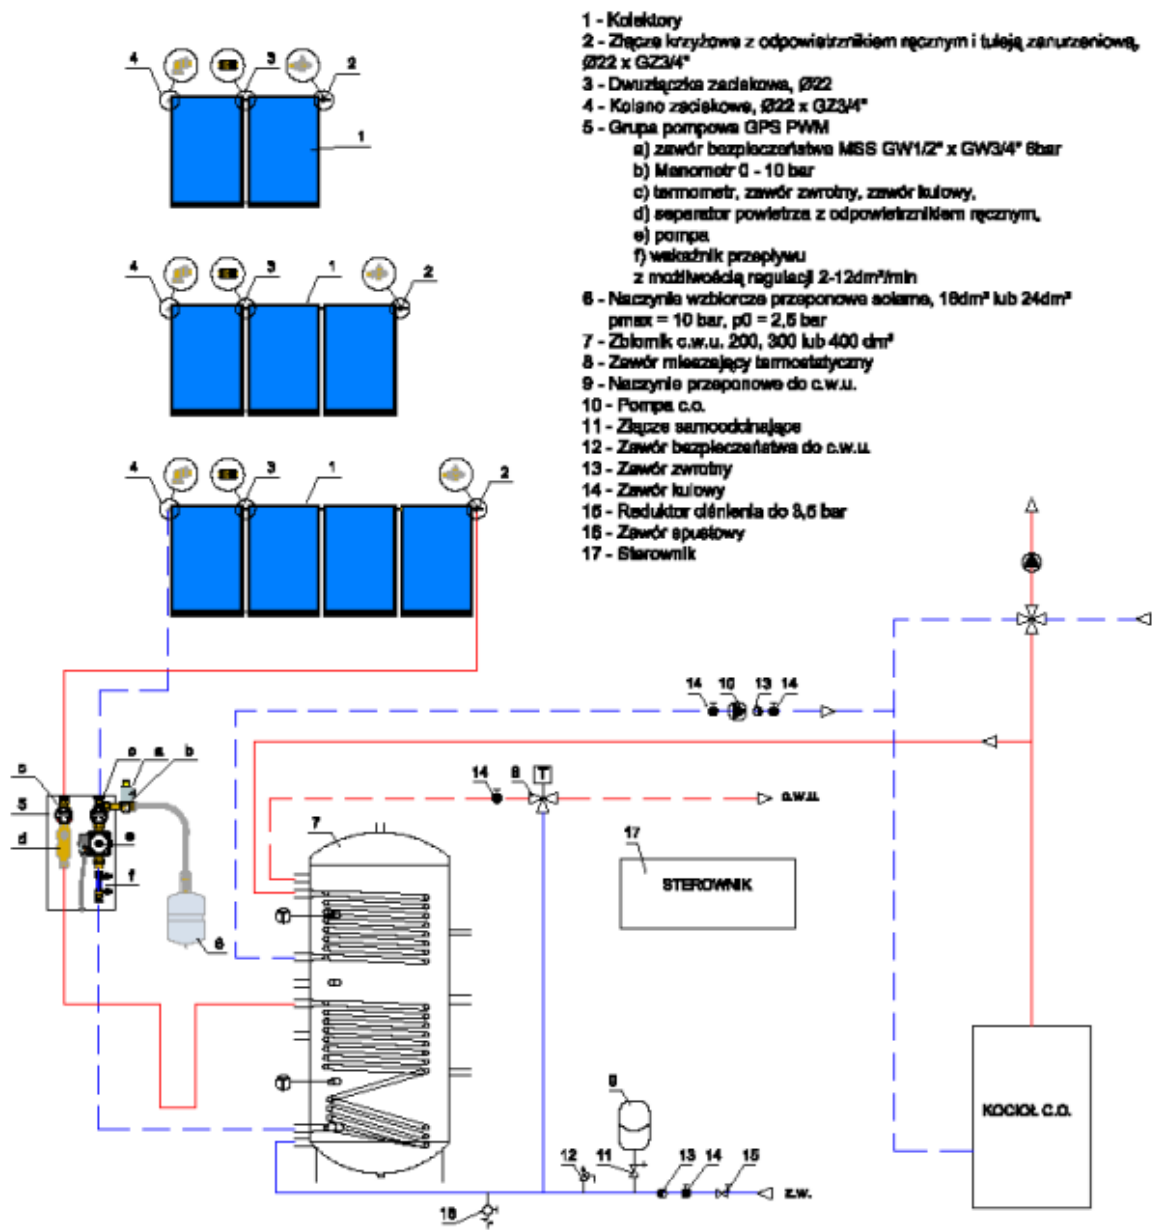 1 - Kolektory
2 - Złącze krzyżowe z odpowietrznikiem ręcznym i tuleją zanurzeniową,
Ø22 x GZ3/4"
3 - Dwuzłączka zaciskowa, Ø22
4 - Kolano zaciskowe, Ø22 x GZ3/4"
5 - Grupa pompowa GPS PWM
a) zawór bezpieczeństwa MSS GW1/2" x GW3/4" 6bar
b) Manometr 0 - 10 bar
c) termometr, zawór zwrotny, zawór kulowy,
d) separator powietrza z odpowietrznikiem ręcznym,
e) pompa
f) wskaźnik przepływu
z możliwością regulacji 2-12dm³/min
6 - Naczynie wzbiorcze przeponowe solarne, 18dm³ lub 24dm³
pmax = 10 bar, p0 = 2,5 bar
7 - Zbiornik c.w.u. 200, 300 lub 400 dm³
8 - Zawór mieszający termostatyczny
9 - Naczynie przeponowe do c.w.u.
10 - Pompa c.o.
11 - Złącze samoodcinające
12 - Zawór bezpieczeństwa do c.w.u.
13 - Zawór zwrotny
14 - Zawór kulowy
15 - Reduktor ciśnienia do 3,5 bar
16 - Zawór spustowy
17 - Sterownik
4 3 2
1
4 3 1 2
4 3 1 2
14 10 13 14
c a b
c
5
d e
f
6
14 8 T
c.w.u.
7
17
STEROWNIK
T
T
9
KOCIOŁ C.O.
12 11 13 14 15
z.w.
16